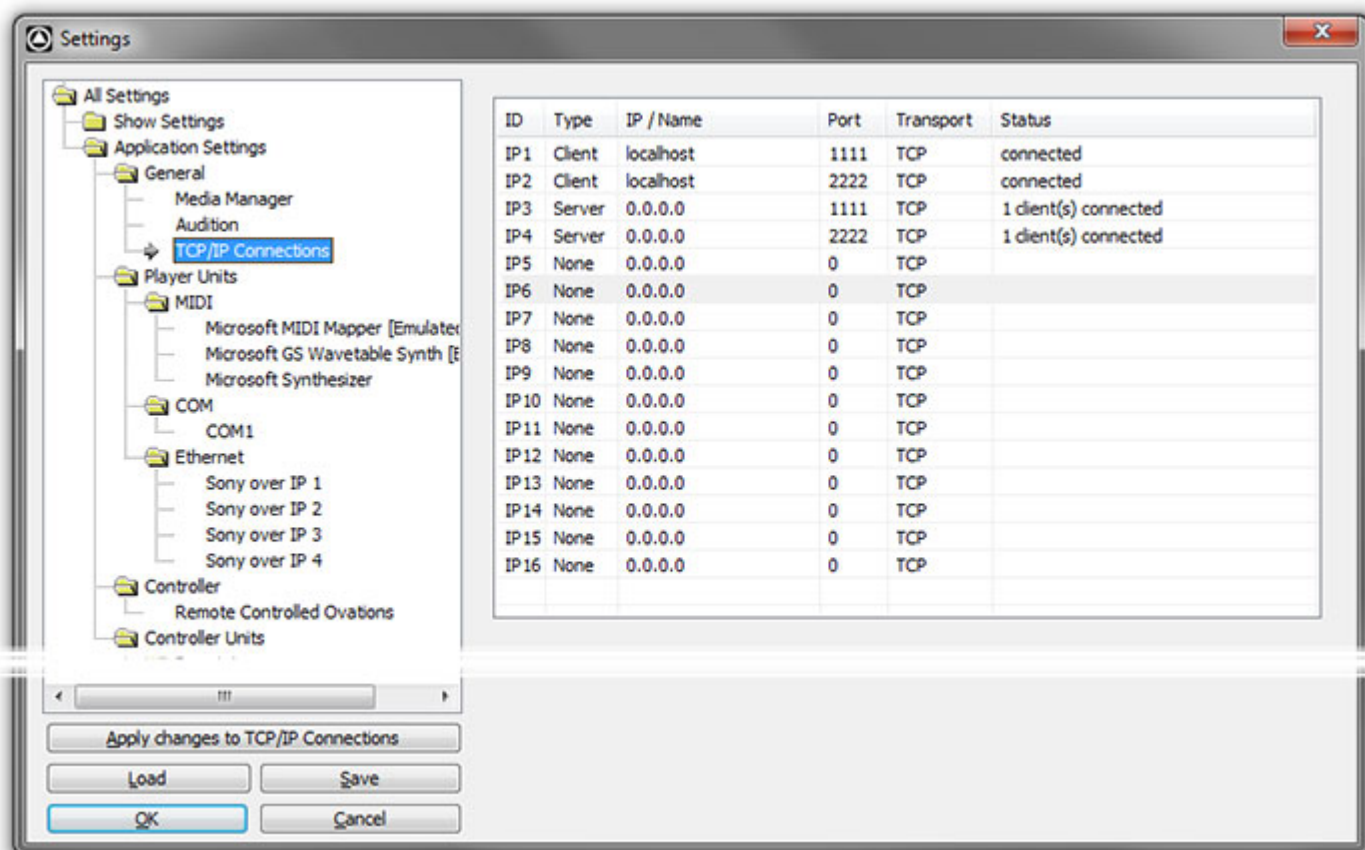 Settings
All Settings
Show Settings
Application Settings
General
Media Manager
Audition
TCP/IP Connections
Player Units
MIDI
Microsoft MIDI Mapper [Emulated
Microsoft GS Wavetable Synth [E
Microsoft Synthesizer
COM
COM1
Ethernet
Sony over IP 1
Sony over IP 2
Sony over IP 3
Sony over IP 4
Controller
Remote Controlled Ovations
Controller Units
Apply changes to TCP/IP Connections
Load Save
OK Cancel
ID Type IP / Name Port Transport Status
IP1 Client localhost 1111 TCP connected
IP2 Client localhost 2222 TCP connected
IP3 Server 0.0.0.0 1111 TCP 1 client(s) connected
IP4 Server 0.0.0.0 2222 TCP 1 client(s) connected
IP5 None 0.0.0.0 0 TCP
IP6 None 0.0.0.0 0 TCP
IP7 None 0.0.0.0 0 TCP
IP8 None 0.0.0.0 0 TCP
IP9 None 0.0.0.0 0 TCP
IP10 None 0.0.0.0 0 TCP
IP11 None 0.0.0.0 0 TCP
IP12 None 0.0.0.0 0 TCP
IP13 None 0.0.0.0 0 TCP
IP14 None 0.0.0.0 0 TCP
IP15 None 0.0.0.0 0 TCP
IP16 None 0.0.0.0 0 TCP